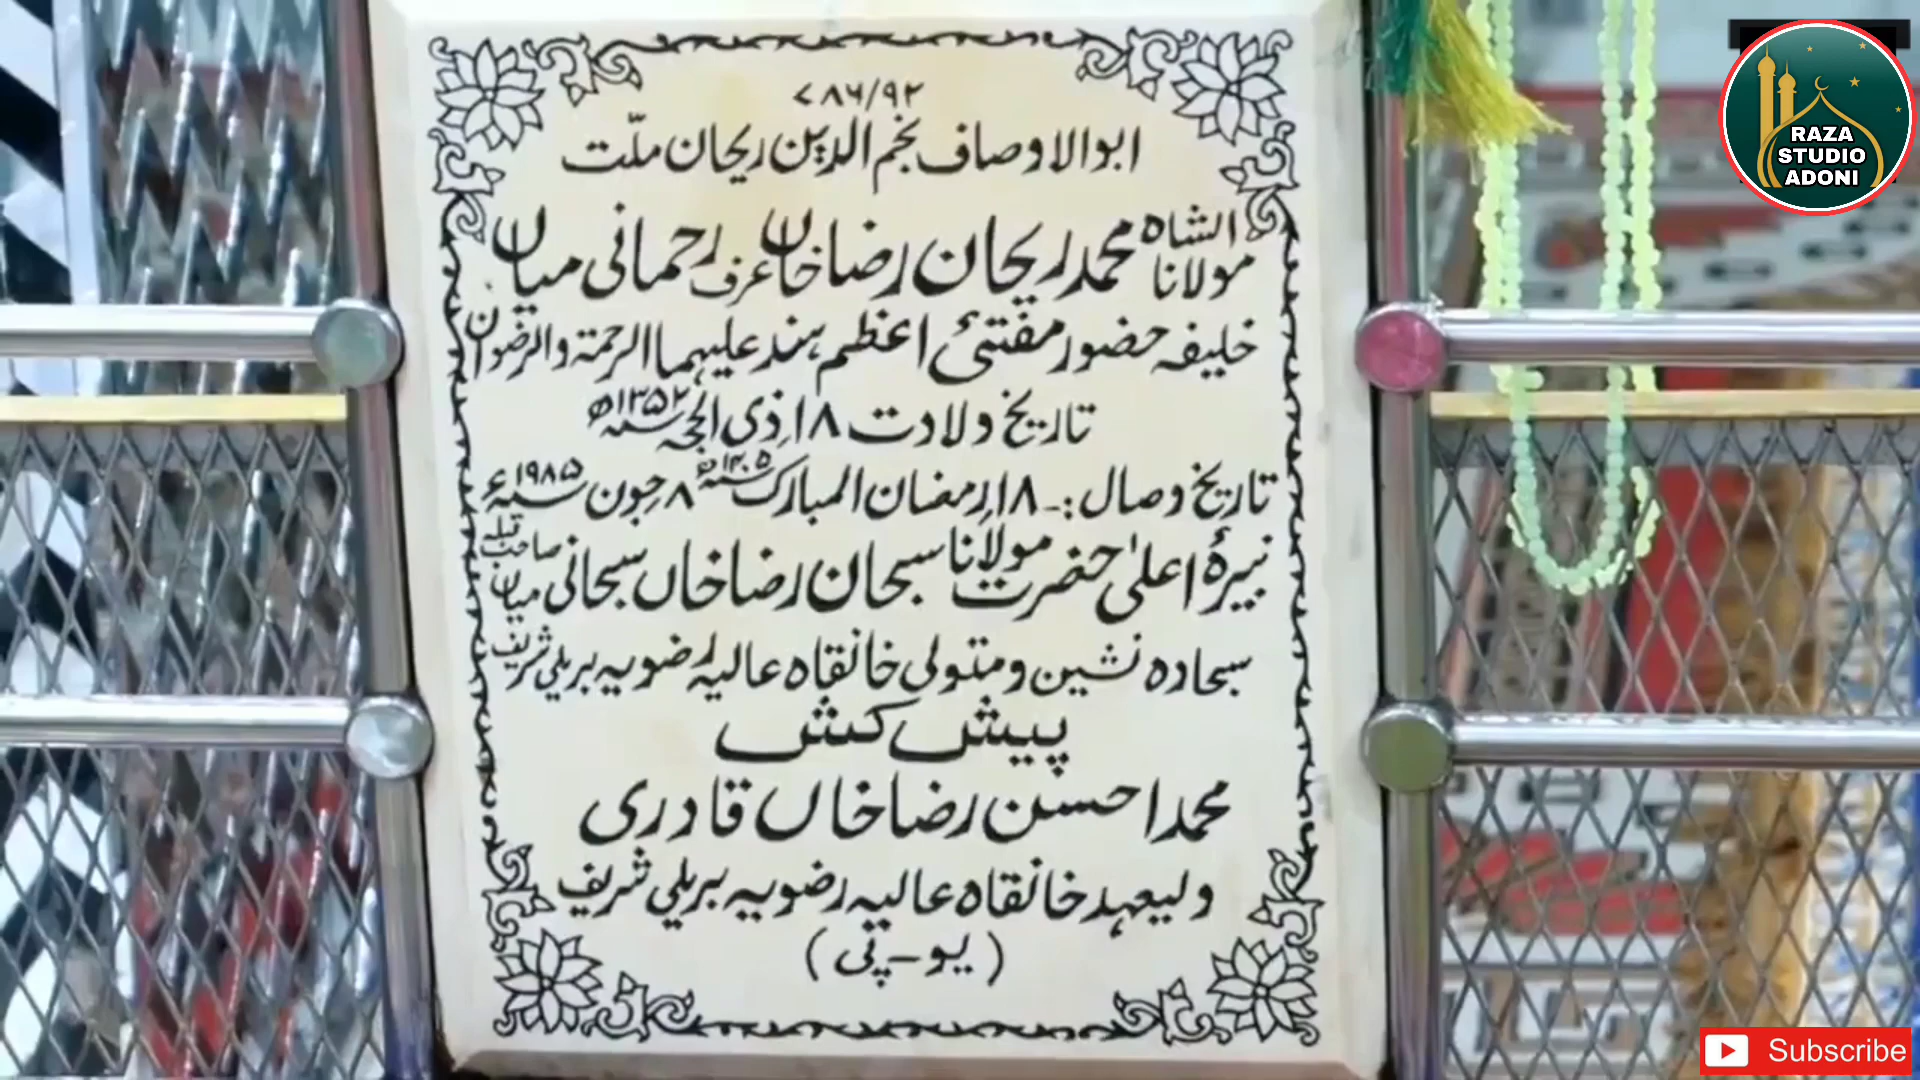 ۷۸۶/۹۲
ابوالاوصاف نجم الدین ریحان ملّت
مولانا الشاہ محمد ریحان رضا خاں عرف رحمانی میاں
خلیفہ حضور مفتئ اعظم ہند علیہما الرحمۃ والرضوان
تاریخ ولادت ۱۸؍ذی الحجہ سنہ ۱۳۵۲ھ
تاریخ وصال :- ۱۸؍رمضان المبارک سنہ ۱۴۰۵ھ ۸؍جون سنہ ۱۹۸۵ء
نبیرۂ اعلیٰ حضرت مولانا سبحان رضا خاں سبحانی میاں صاحب قبلہ
سجادہ نشین و متولی خانقاہ عالیہ رضویہ بریلی شریف
پیش کش
محمد احسن رضا خاں قادری
ولیعہد خانقاہ عالیہ رضویہ بریلی شریف
(یو-پی)
RAZA
STUDIO
ADONI
Subscribe